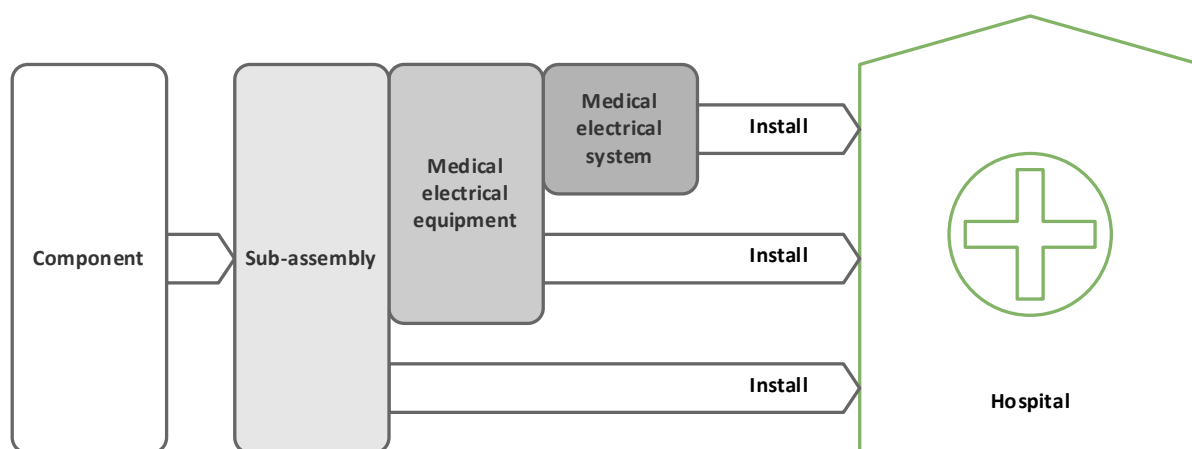 Component
Sub-assembly
Medical
electrical
equipment
Medical
electrical
system
Install
Install
Install
Hospital